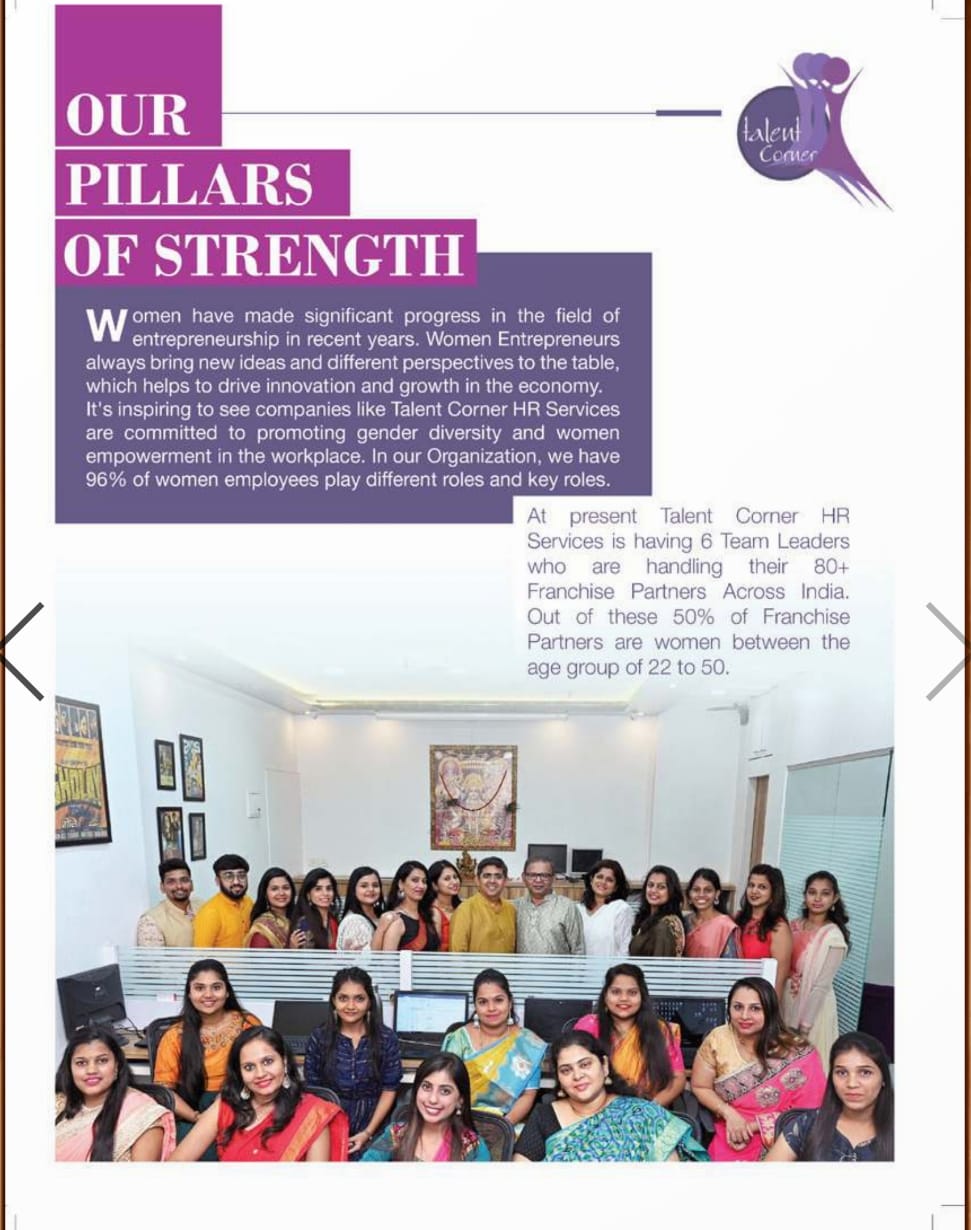 OUR
PILLARS
OF STRENGTH
talent
Corner
Women have made significant progress in the field of
entrepreneurship in recent years. Women Entrepreneurs
always bring new ideas and different perspectives to the table,
which helps to drive innovation and growth in the economy.
It's inspiring to see companies like Talent Corner HR Services
are committed to promoting gender diversity and women
empowerment in the workplace. In our Organization, we have
96% of women employees play different roles and key roles.
At present Talent Corner HR
Services is having 6 Team Leaders
who are handling their 80+
Franchise Partners Across India.
Out of these 50% of Franchise
Partners are women between the
age group of 22 to 50.